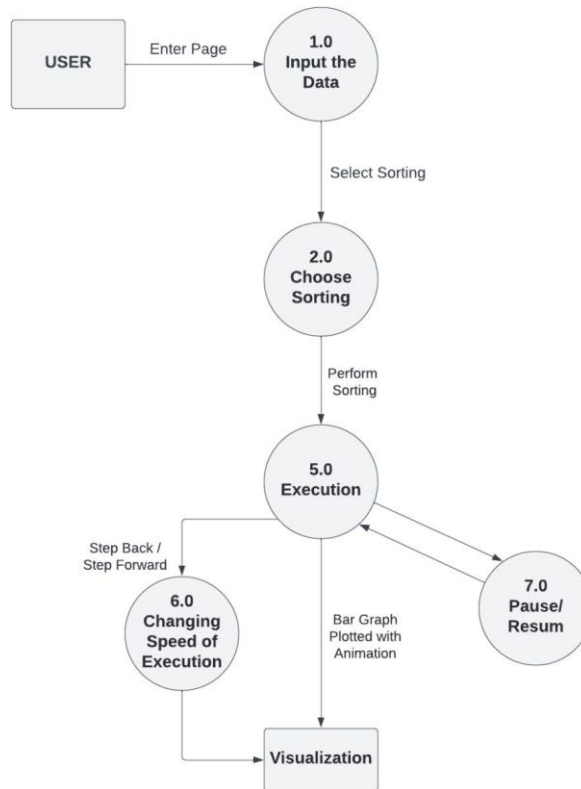 USER
Enter Page
1.0
Input the
Data
Select Sorting
2.0
Choose
Sorting
Perform
Sorting
5.0
Execution
Step Back /
Step Forward
6.0
Changing
Speed of
Execution
Bar Graph
Plotted with
Animation
7.0
Pause/
Resum
Visualization